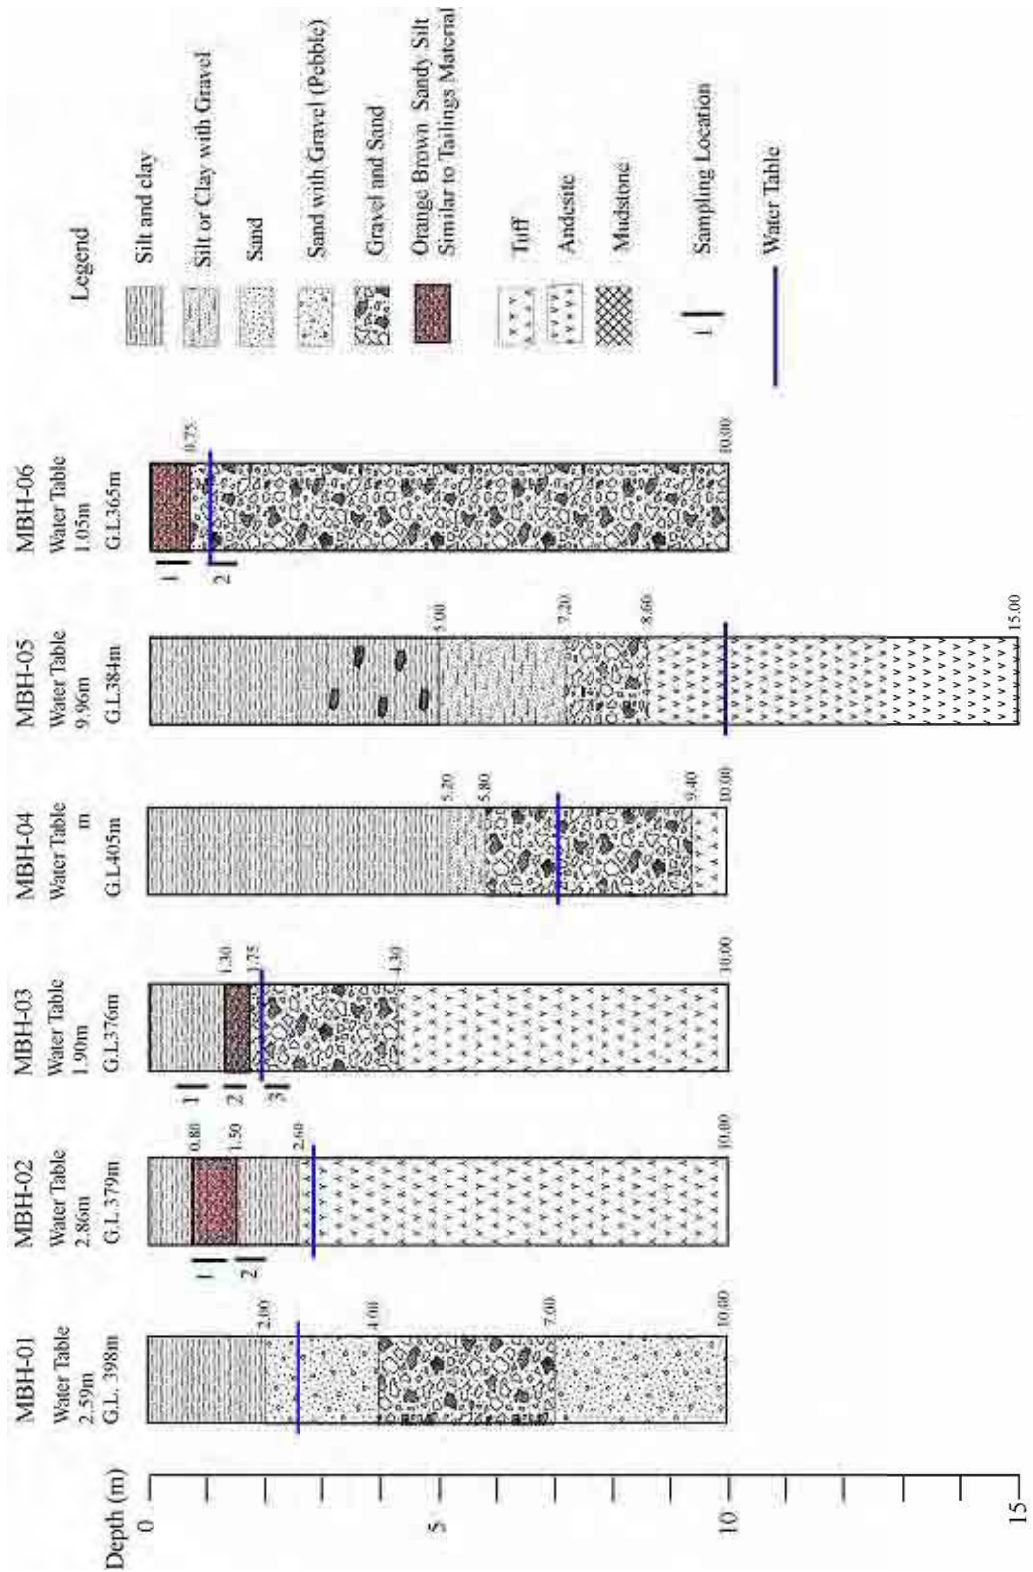 Depth (m)
0
5
10
15
MBH-01
Water Table
2.59m
G.L. 398m
2.00
4.00
7.00
10.00
MBH-02
Water Table
2.86m
G.L.379m
0.80
1.50
2.60
10.00
1
2
MBH-03
Water Table
1.90m
G.L.376m
1.30
1.75
4.30
10.00
1
2
3
MBH-04
Water Table
m
G.L.405m
5.20
5.80
9.40
10.00
MBH-05
Water Table
9.96m
G.L.384m
5.00
7.20
8.60
15.00
MBH-06
Water Table
1.05m
G.L.365m
0.75
10.00
1
2
Legend
Silt and clay
Silt or Clay with Gravel
Sand
Sand with Gravel (Pebble)
Gravel and Sand
Orange Brown Sandy Silt
Similar to Tailings Material
Tuff
Andesite
Mudstone
1
Sampling Location
Water Table